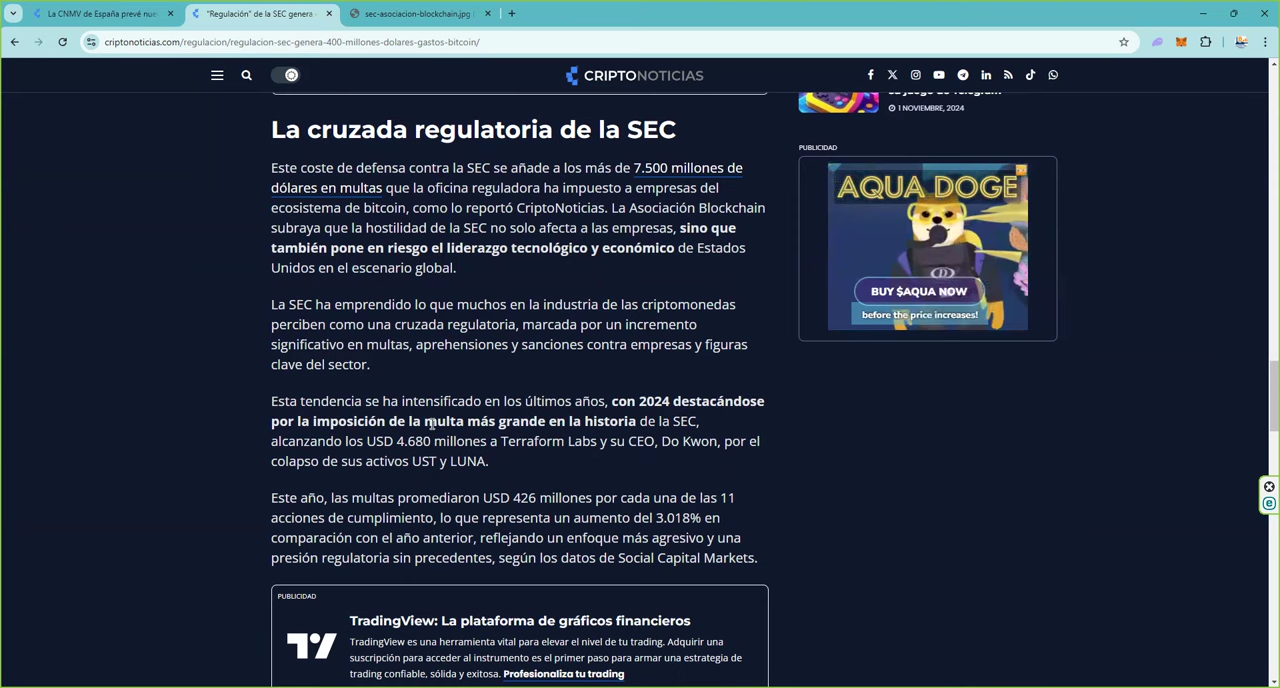 La CNMV de España prevé nue
"Regulación" de la SEC genera
sec-asociacion-blockchain.jpg
criptonoticias.com/regulacion/regulacion-sec-genera-400-millones-dolares-gastos-bitcoin/
CRIPTONOTICIAS
1 NOVIEMBRE, 2024
La cruzada regulatoria de la SEC
Este coste de defensa contra la SEC se añade a los más de 7.500 millones de
dólares en multas que la oficina reguladora ha impuesto a empresas del
ecosistema de bitcoin, como lo reportó CriptoNoticias. La Asociación Blockchain
subraya que la hostilidad de la SEC no solo afecta a las empresas, sino que
también pone en riesgo el liderazgo tecnológico y económico de Estados
Unidos en el escenario global.
La SEC ha emprendido lo que muchos en la industria de las criptomonedas
perciben como una cruzada regulatoria, marcada por un incremento
significativo en multas, aprehensiones y sanciones contra empresas y figuras
clave del sector.
Esta tendencia se ha intensificado en los últimos años, con 2024 destacándose
por la imposición de la multa más grande en la historia de la SEC,
alcanzando los USD 4.680 millones a Terraform Labs y su CEO, Do Kwon, por el
colapso de sus activos UST y LUNA.
Este año, las multas promediaron USD 426 millones por cada una de las 11
acciones de cumplimiento, lo que representa un aumento del 3.018% en
comparación con el año anterior, reflejando un enfoque más agresivo y una
presión regulatoria sin precedentes, según los datos de Social Capital Markets.
PUBLICIDAD
TradingView: La plataforma de gráficos financieros
TradingView es una herramienta vital para elevar el nivel de tu trading. Adquirir una
suscripción para acceder al instrumento es el primer paso para armar una estrategia de
trading confiable, sólida y exitosa. Profesionaliza tu trading
PUBLICIDAD
AQUA DOGE
BUY $AQUA NOW
before the price increases!